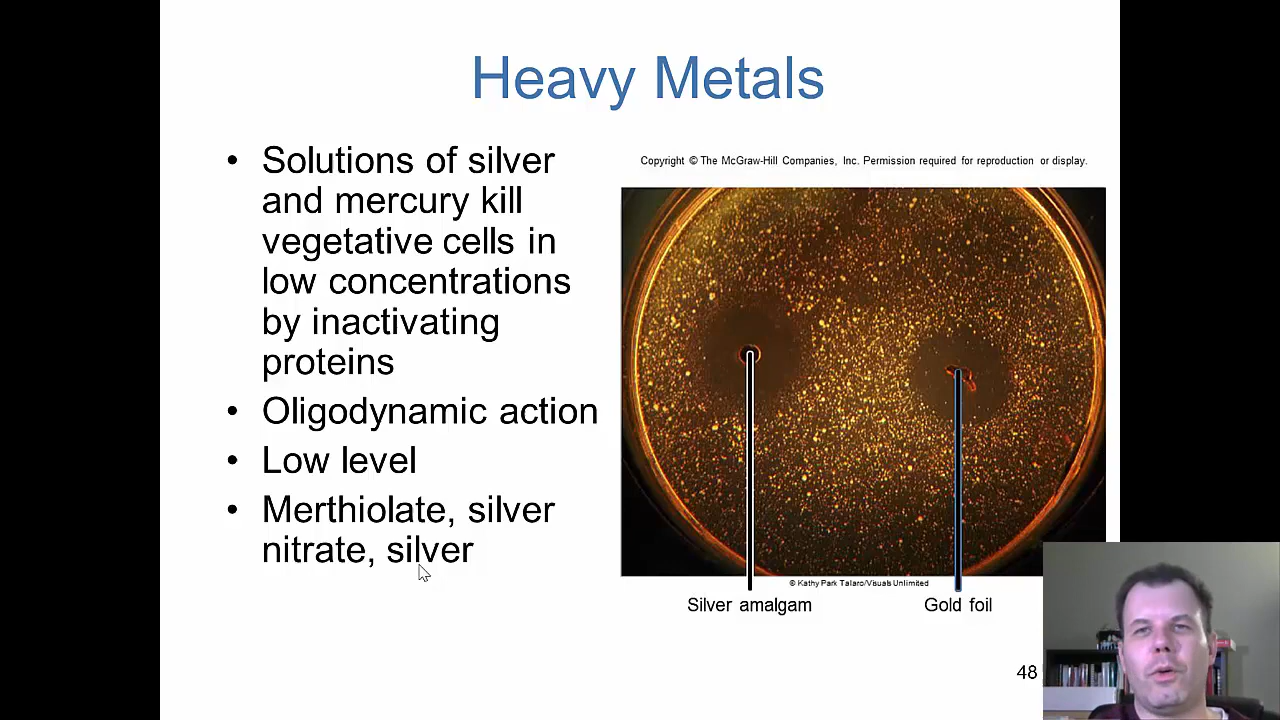 Heavy Metals
• Solutions of silver
and mercury kill
vegetative cells in
low concentrations
by inactivating
proteins
• Oligodynamic action
• Low level
• Merthiolate, silver
nitrate, silver
Copyright © The McGraw-Hill Companies, Inc. Permission required for reproduction or display.
© Kathy Park Talaro/Visuals Unlimited
Silver amalgam
Gold foil
48